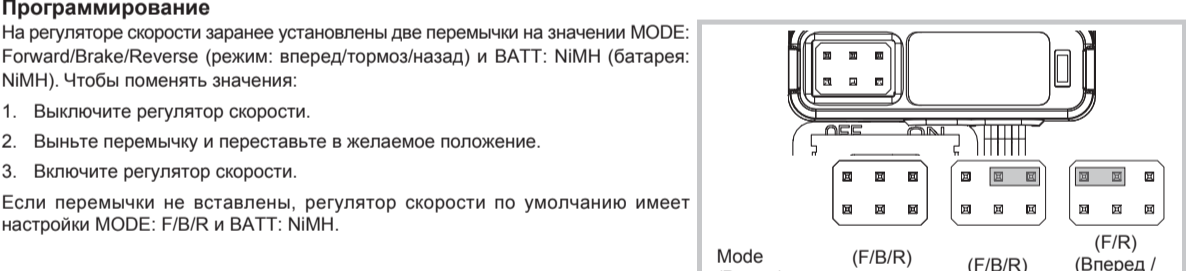 Программирование
На регуляторе скорости заранее установлены две перемычки на значении MODE:
Forward/Brake/Reverse (режим: вперед/тормоз/назад) и BATT: NiMH (батарея:
NiMH). Чтобы поменять значения:
1. Выключите регулятор скорости.
2. Выньте перемычку и переставьте в желаемое положение.
3. Включите регулятор скорости.
Если перемычки не вставлены, регулятор скорости по умолчанию имеет
настройки MODE: F/B/R и BATT: NiMH.
OFF ON
Mode
(F/B/R)
(F/B/R)
(F/R)
(Вперед /